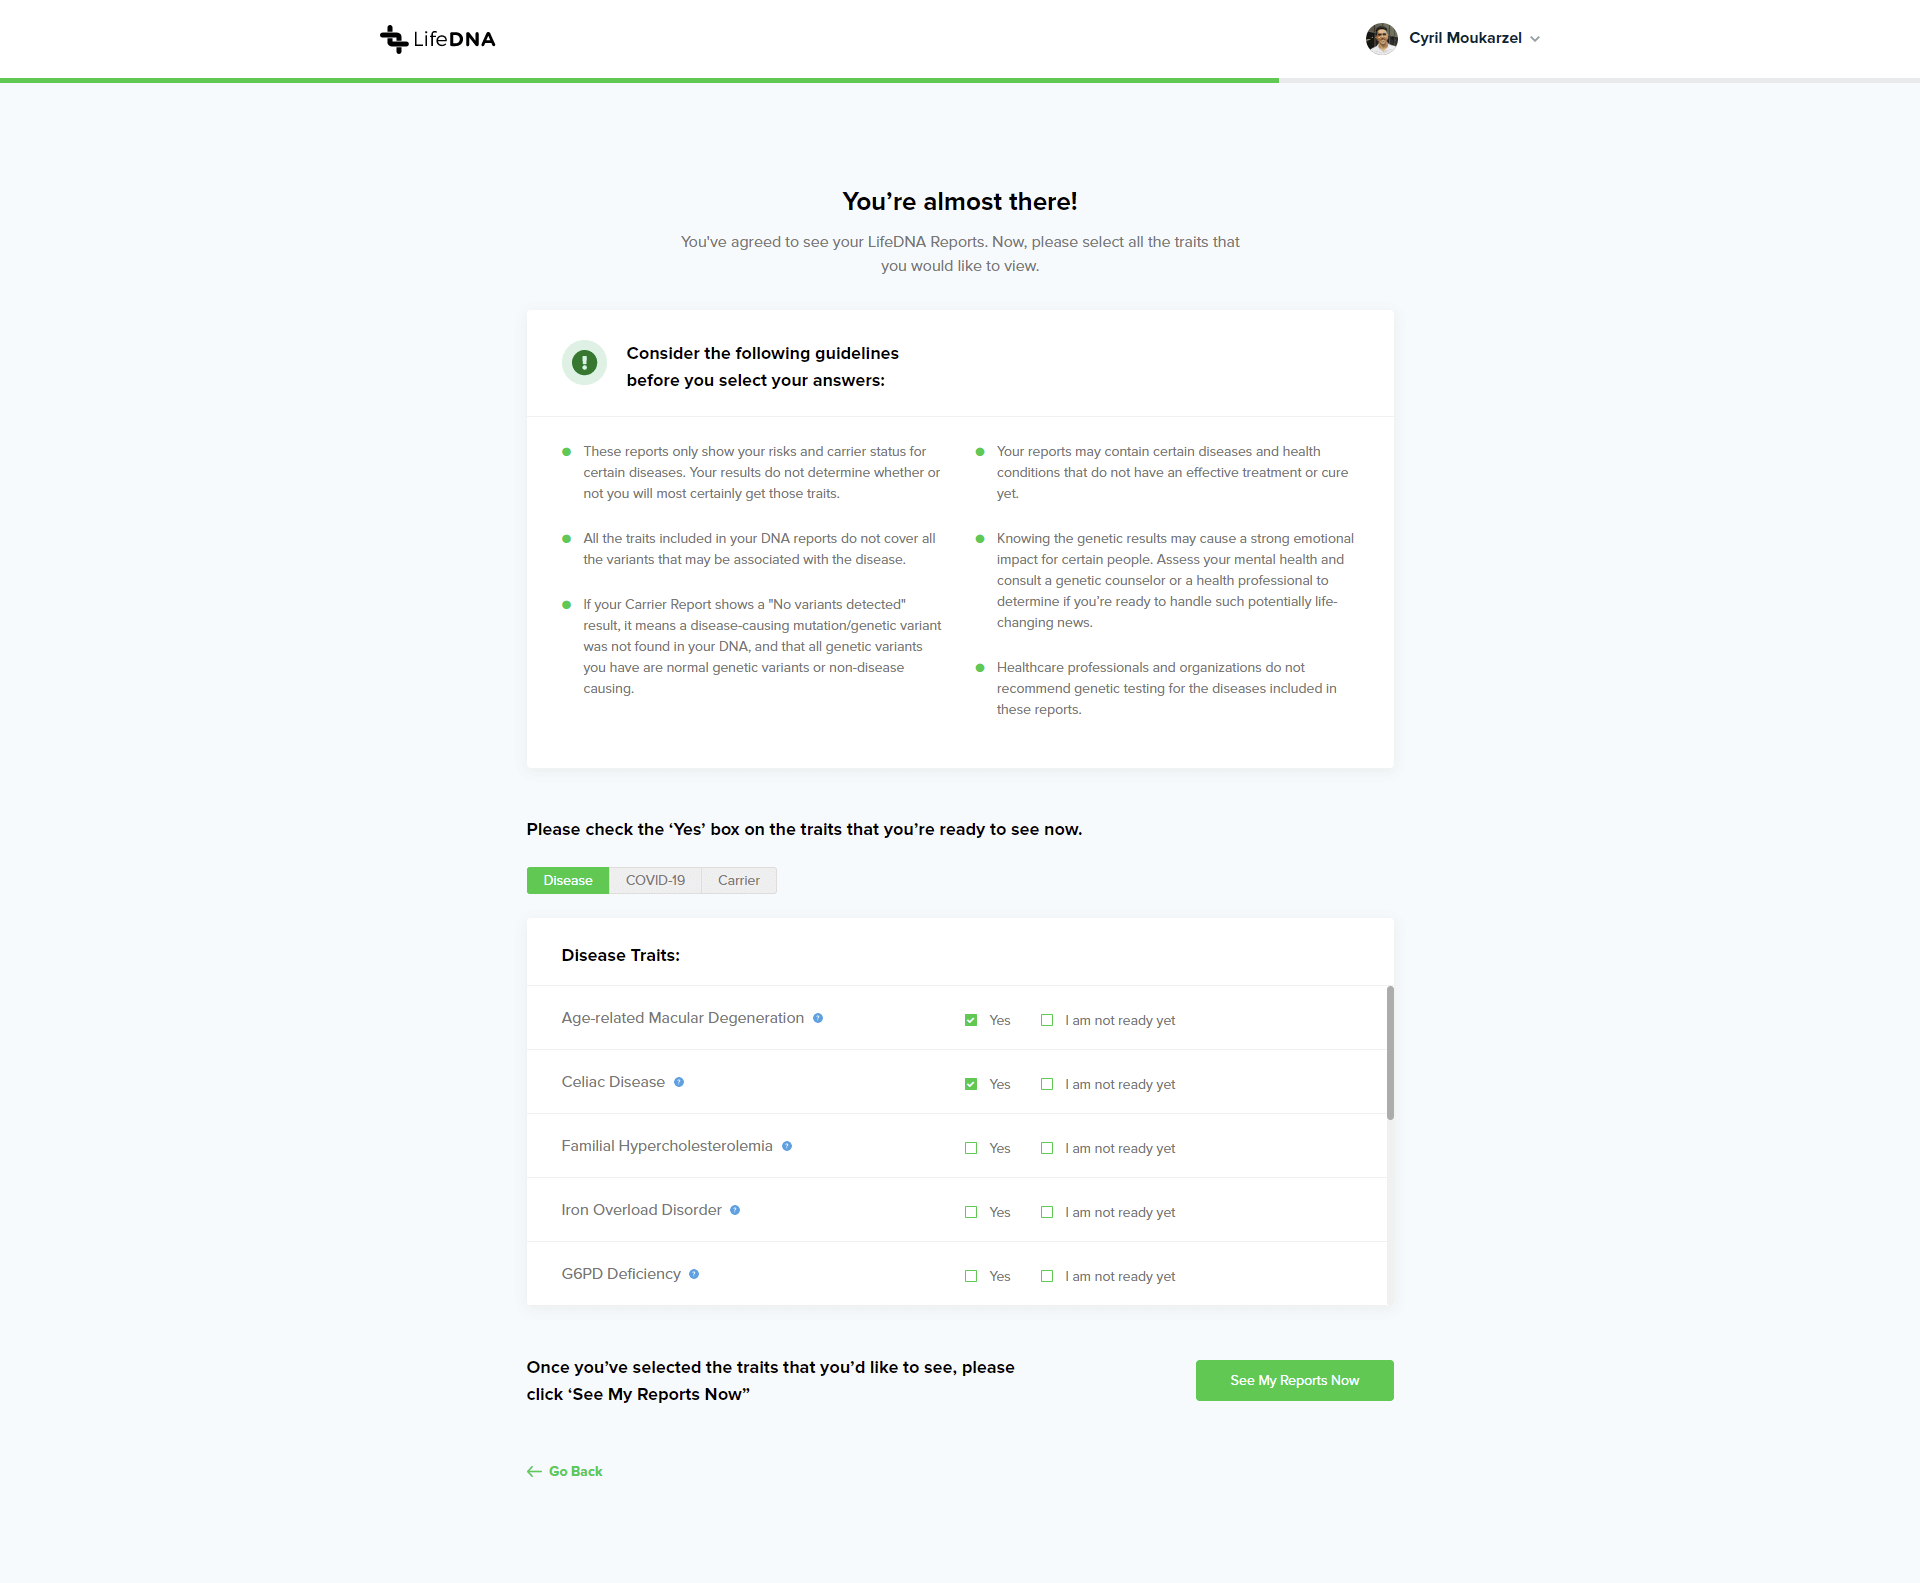 LifeDNA
Cyril Moukarzel
You’re almost there!
You've agreed to see your LifeDNA Reports. Now, please select all the traits that
you would like to view.
Consider the following guidelines
before you select your answers:
These reports only show your risks and carrier status for
certain diseases. Your results do not determine whether or
not you will most certainly get those traits.
All the traits included in your DNA reports do not cover all
the variants that may be associated with the disease.
If your Carrier Report shows a "No variants detected"
result, it means a disease-causing mutation/genetic variant
was not found in your DNA, and that all genetic variants
you have are normal genetic variants or non-disease
causing.
Your reports may contain certain diseases and health
conditions that do not have an effective treatment or cure
yet.
Knowing the genetic results may cause a strong emotional
impact for certain people. Assess your mental health and
consult a genetic counselor or a health professional to
determine if you’re ready to handle such potentially life-
changing news.
Healthcare professionals and organizations do not
recommend genetic testing for the diseases included in
these reports.
Please check the ‘Yes’ box on the traits that you’re ready to see now.
Disease COVID-19 Carrier
Disease Traits:
Age-related Macular Degeneration ? Yes I am not ready yet
Celiac Disease ? Yes I am not ready yet
Familial Hypercholesterolemia ? Yes I am not ready yet
Iron Overload Disorder ? Yes I am not ready yet
G6PD Deficiency ? Yes I am not ready yet
Once you’ve selected the traits that you’d like to see, please
click ‘See My Reports Now”
See My Reports Now
Go Back